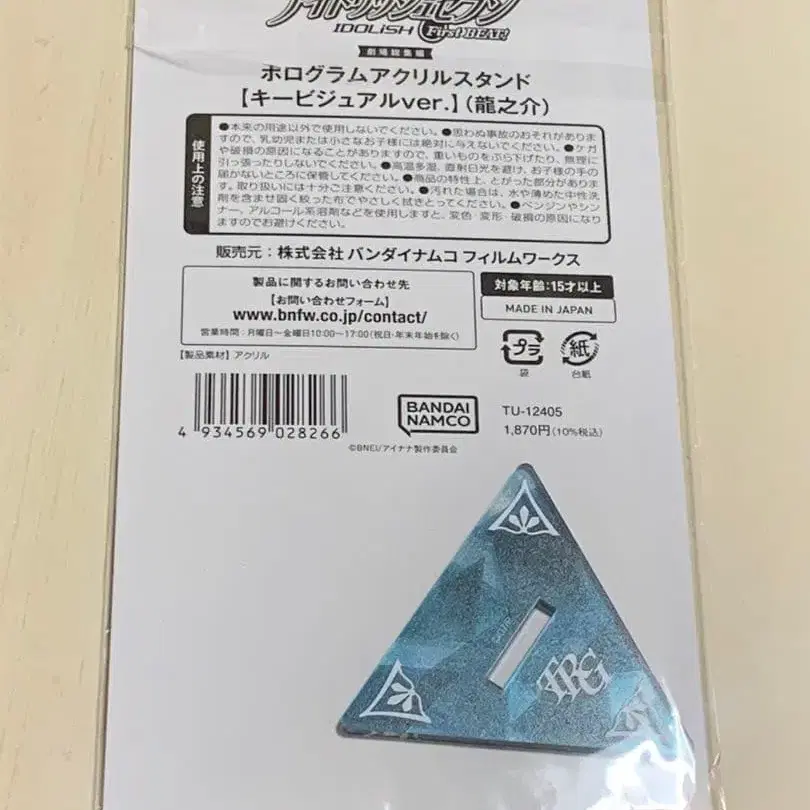 アイドリッシュセブン
IDOLiSH First BEAT!
劇場総集編
ホログラムアクリルスタンド
【キービジュアルver.】（龍之介）
使用上の注意
●本来の用途以外で使用しないでください。●思わぬ事故のおそれがありま
すので、乳幼児または小さなお子様には絶対に与えないでください。●ケガ
や破損の原因になることがありますので、重いものをぶら下げたり、無理に
引っ張ったりしないでください。●高温多湿、直射日光を避け、お子様の手の
届かないところに保管してください。●商品の特性上、とがった部分がありま
す。取り扱いには十分ご注意ください。●汚れた場合は、水や薄めた中性洗
剤を含ませ固く絞った布でやさしく拭きとってください。●ベンジンやシン
ナー、アルコール系溶剤などを使用しますと、変色・変形・破損の原因になり
ますのでお避けください。
販売元：株式会社 バンダイナムコ フィルムワークス
製品に関するお問い合わせ先
【お問い合わせフォーム】
www.bnfw.co.jp/contact/
営業時間：月曜日～金曜日10:00～17:00（祝日・年末年始を除く）
対象年齢：15才以上
MADE IN JAPAN
プラ
袋
紙
台紙
【製品素材】アクリル
4 934569 028266
BANDAI
NAMCO
TU-12405
1,870円（10%税込）
©BNEI/アイナナ製作委員会
TRG